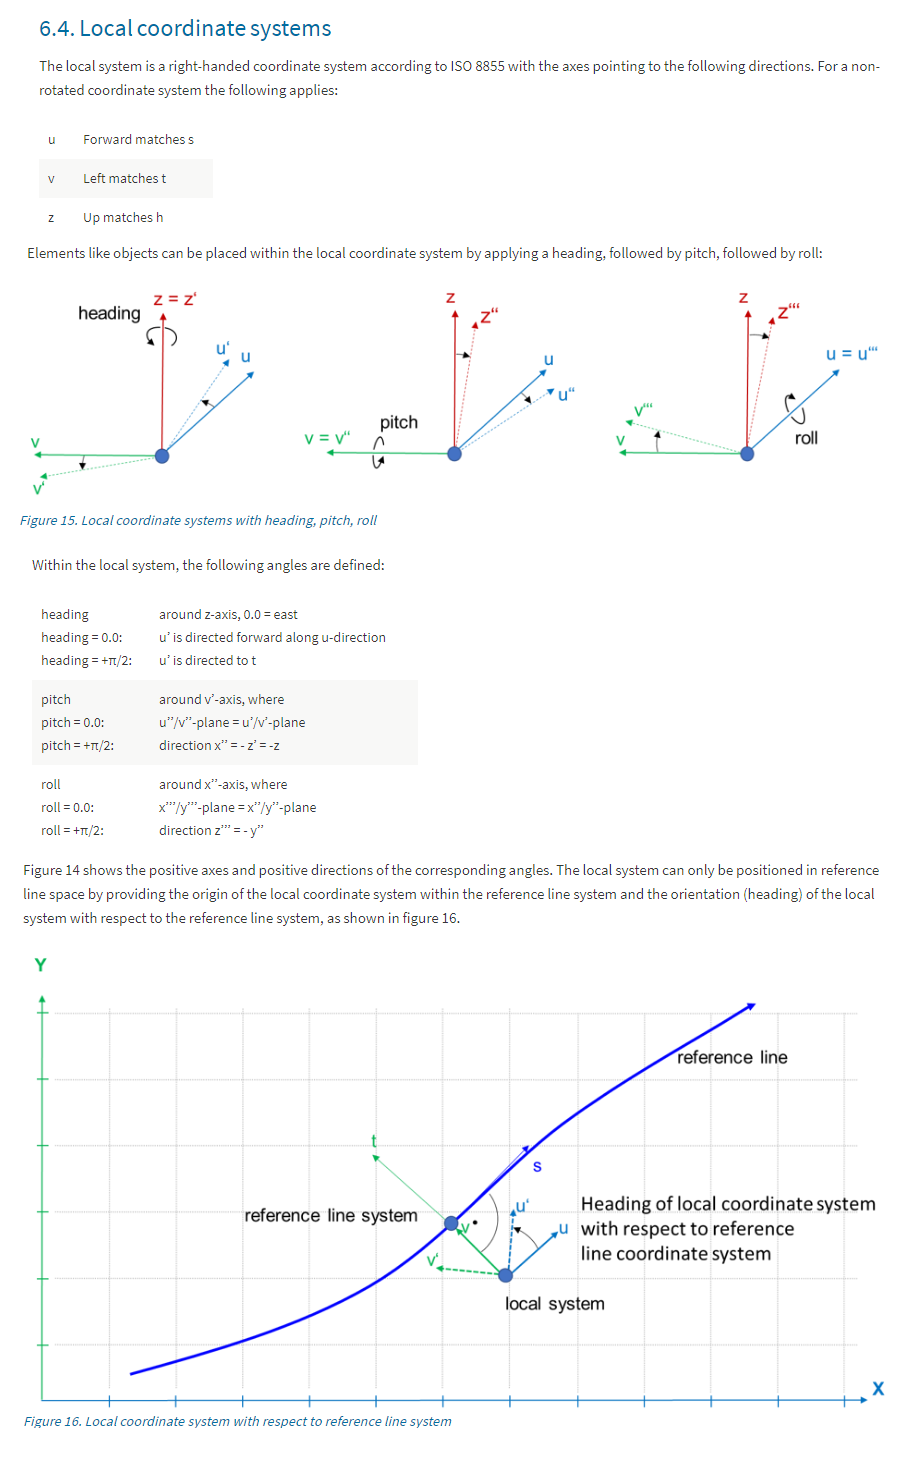 6.4. Local coordinate systems
The local system is a right-handed coordinate system according to ISO 8855 with the axes pointing to the following directions. For a non-
rotated coordinate system the following applies:
u Forward matches s
v Left matches t
z Up matches h
Elements like objects can be placed within the local coordinate system by applying a heading, followed by pitch, followed by roll:
heading
z = z'
u'
u
v
v'
z
z"
u
u"
pitch
v = v"
z
z'''
u = u'''
v'''
v
roll
Figure 15. Local coordinate systems with heading, pitch, roll
Within the local system, the following angles are defined:
heading around z-axis, 0.0 = east
heading = 0.0: u’ is directed forward along u-direction
heading = +π/2: u’ is directed to t
pitch around v’-axis, where
pitch = 0.0: u’’/v’’-plane = u’/v’-plane
pitch = +π/2: direction x’’ = - z’ = -z
roll around x’’-axis, where
roll = 0.0: x’’’/y’’’-plane = x’’/y’’-plane
roll = +π/2: direction z’’’ = - y’’
Figure 14 shows the positive axes and positive directions of the corresponding angles. The local system can only be positioned in reference
line space by providing the origin of the local coordinate system within the reference line system and the orientation (heading) of the local
system with respect to the reference line system, as shown in figure 16.
Y
reference line
t
s
reference line system
u'
v
u
v'
Heading of local coordinate system
with respect to reference
line coordinate system
local system
X
Figure 16. Local coordinate system with respect to reference line system